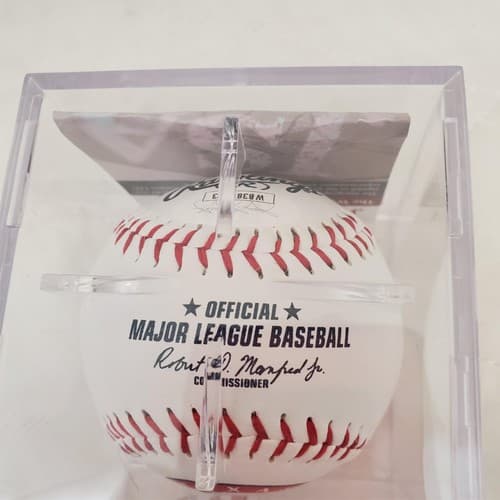 ★ OFFICIAL ★
MAJOR LEAGUE BASEBALL
Robert D. Manfred Jr.
COMMISSIONER